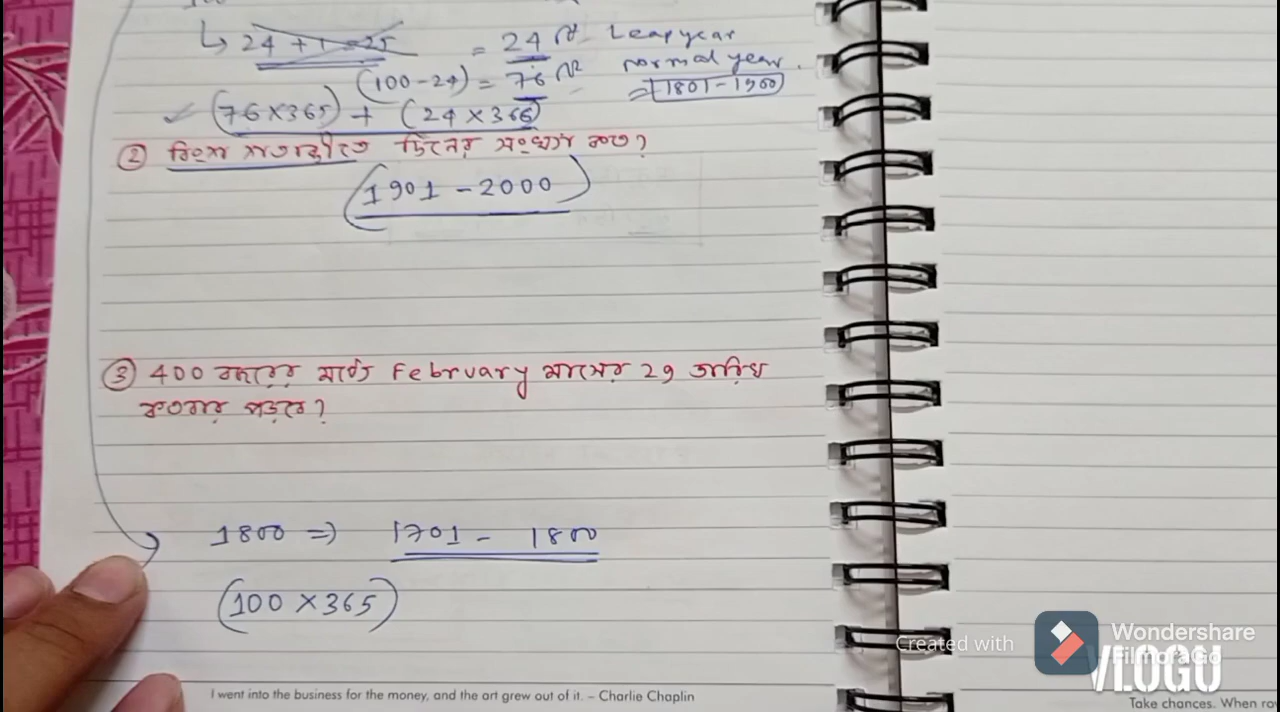 ↳ 24 + 1 = 25 = 24 টি Leap year
(100-24) = 76 টি normal year.
✓ (76×365) + (24×366) ⇒ 1801-1900
② বিংশ শতাব্দীতে দিনের সংখ্যা কত?
(1901 - 2000)
③ 400 বছরের মধ্যে February মাসের 29 তারিখ
কতবার পড়বে?
1800 ⇒ 1701 - 1800
(100 × 365)
I went into the business for the money, and the art grew out of it. – Charlie Chaplin
Created with
Wondershare
Filmora
VLOGU
Take chances. When